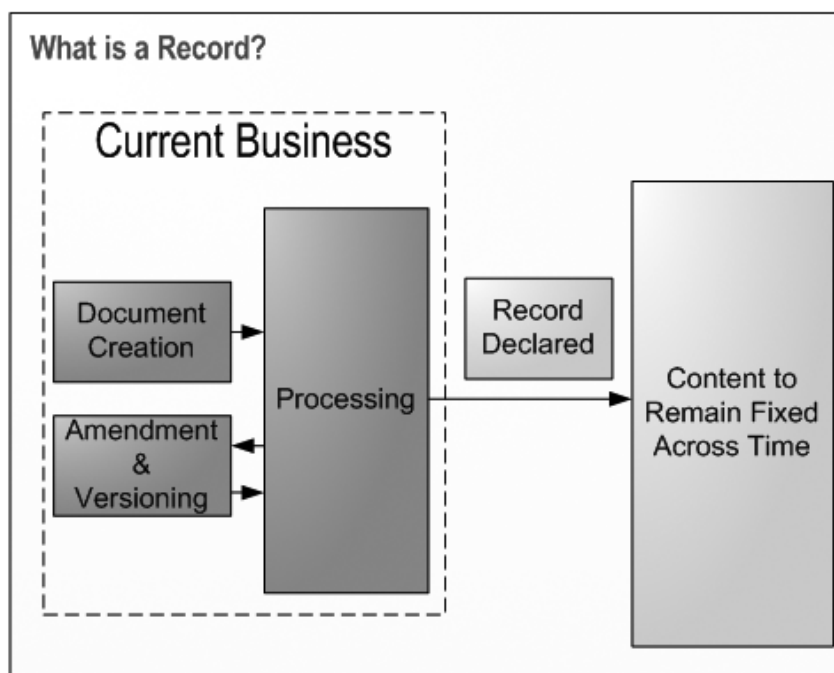 What is a Record?
Current Business
Document
Creation
Amendment
&
Versioning
Processing
Record
Declared
Content to
Remain Fixed
Across Time